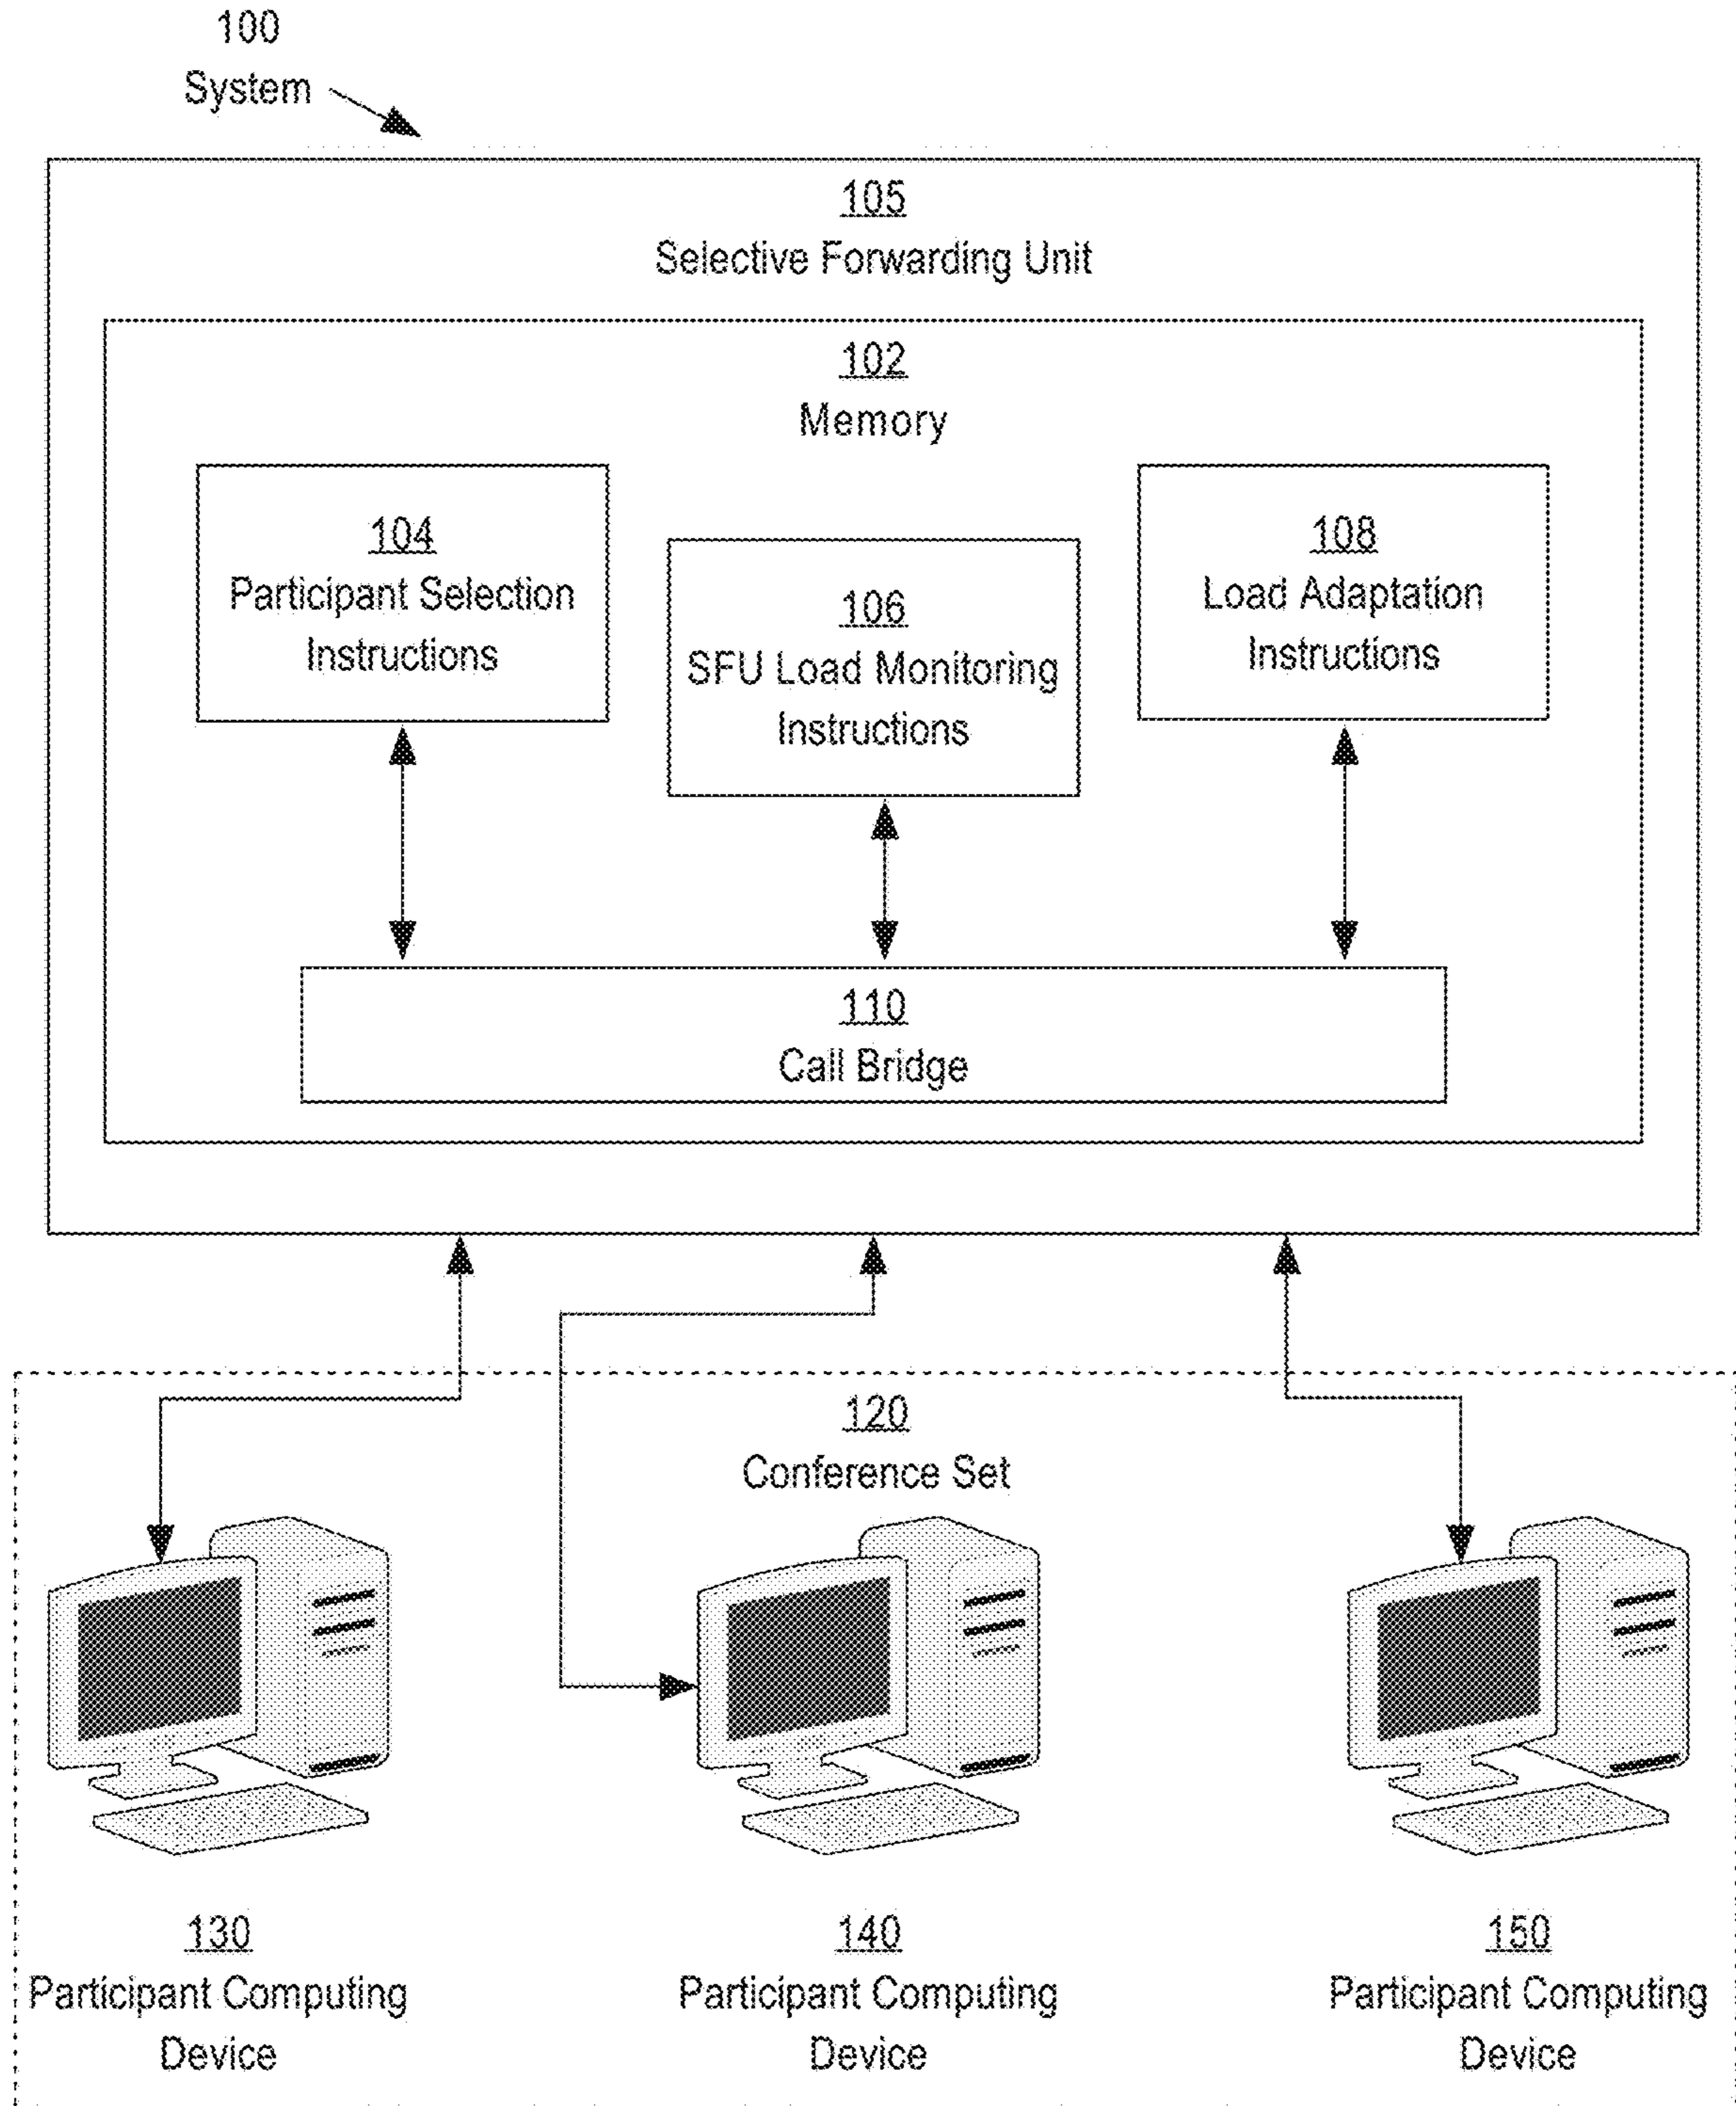 100
System
105
Selective Forwarding Unit
102
Memory
104
Participant Selection
Instructions
106
SFU Load Monitoring
Instructions
108
Load Adaptation
Instructions
110
Call Bridge
120
Conference Set
130
Participant Computing
Device
140
Participant Computing
Device
150
Participant Computing
Device